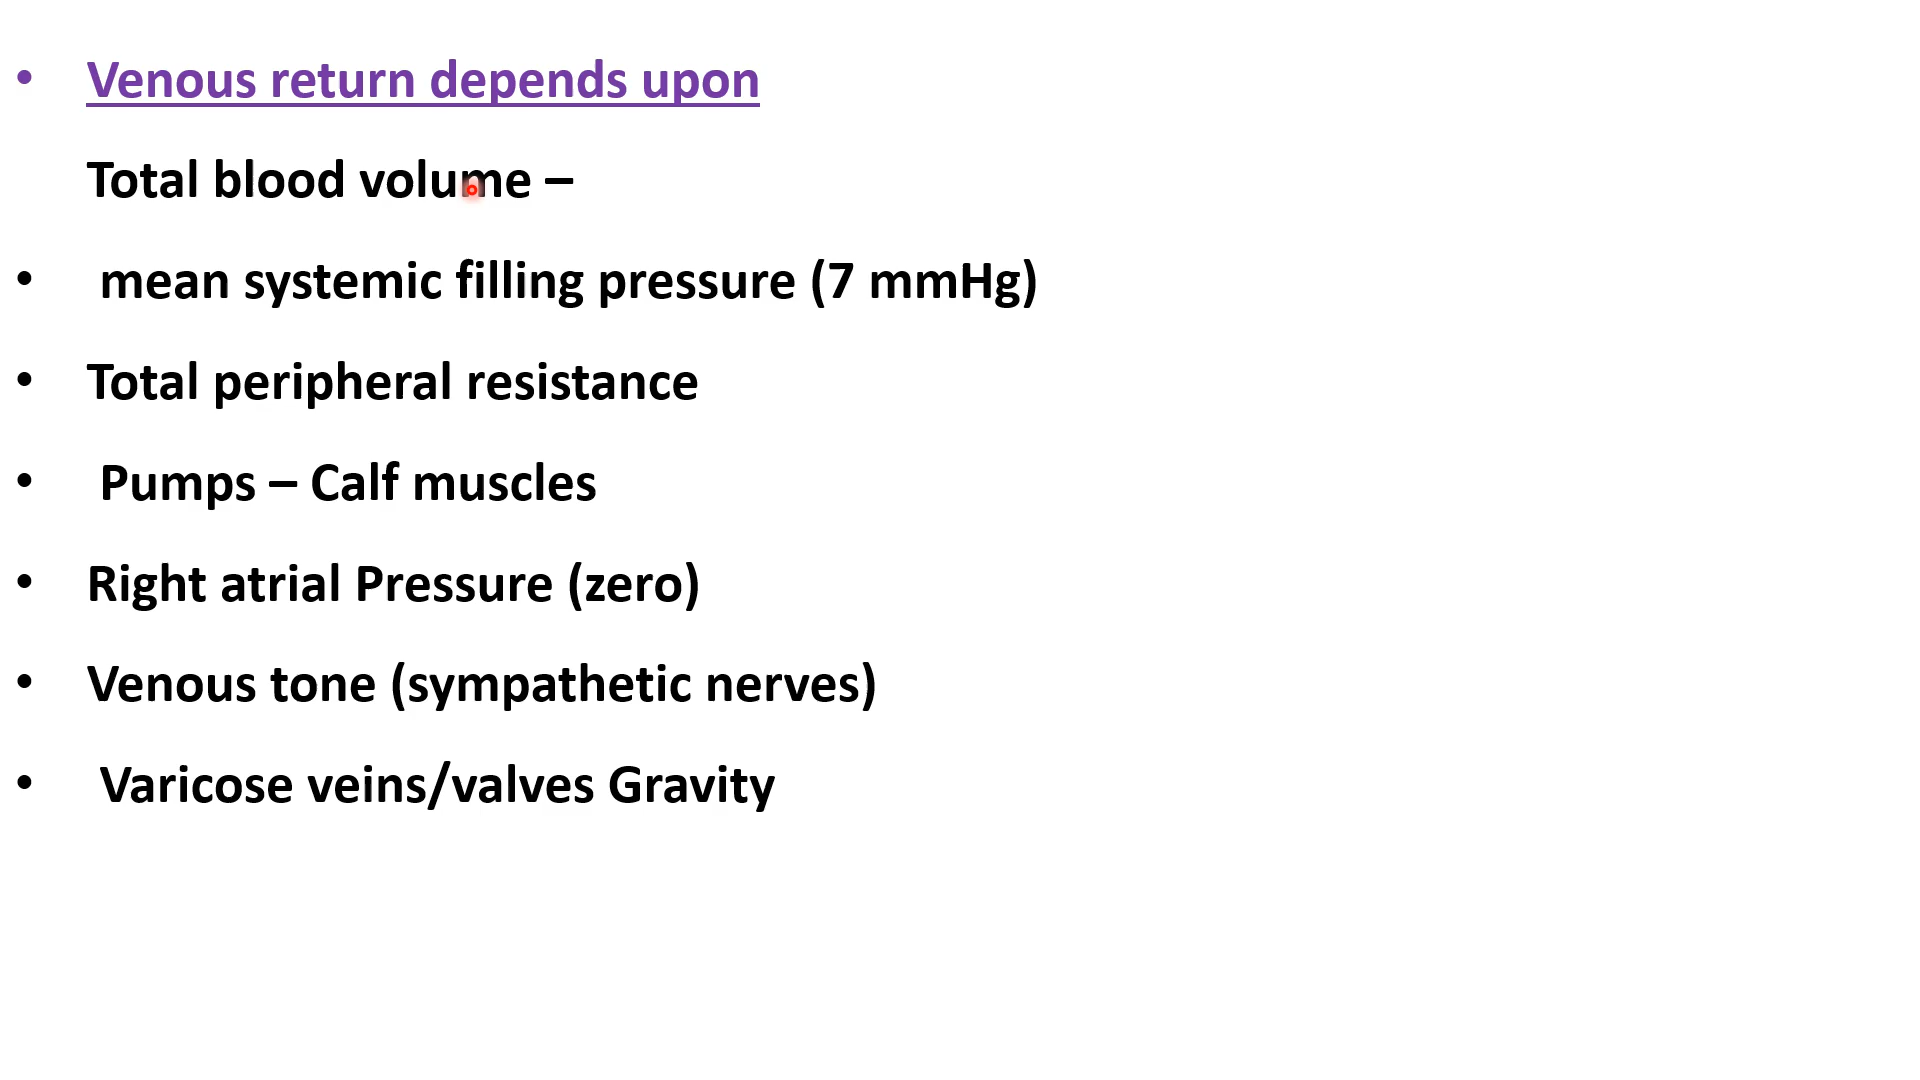 • Venous return depends upon
Total blood volume –
• mean systemic filling pressure (7 mmHg)
• Total peripheral resistance
• Pumps – Calf muscles
• Right atrial Pressure (zero)
• Venous tone (sympathetic nerves)
• Varicose veins/valves Gravity